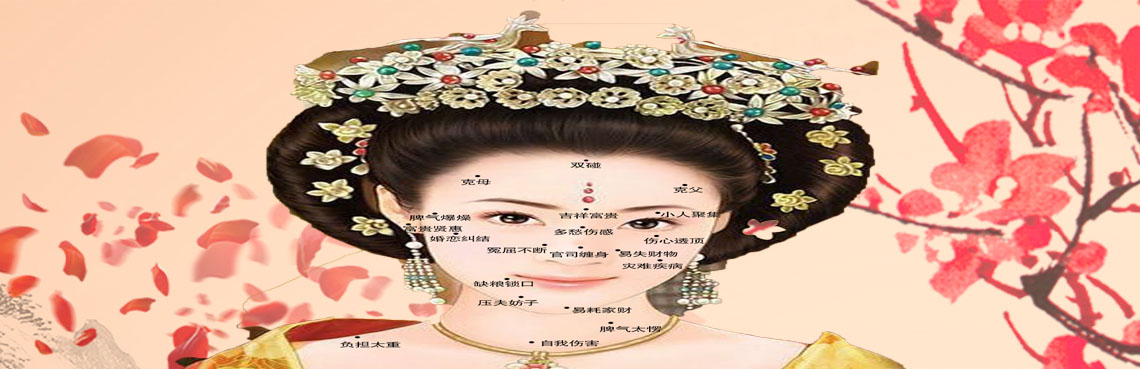 双碰
克母
克父
脾气爆燥
吉祥富贵
小人聚集
富贵贤惠
多愁伤感
婚恋纠结
伤心透顶
冤屈不断
官司缠身
易失财物
灾难疾病
缺粮锁口
压夫妨子
易耗家财
脾气太愣
负担太重
自我伤害